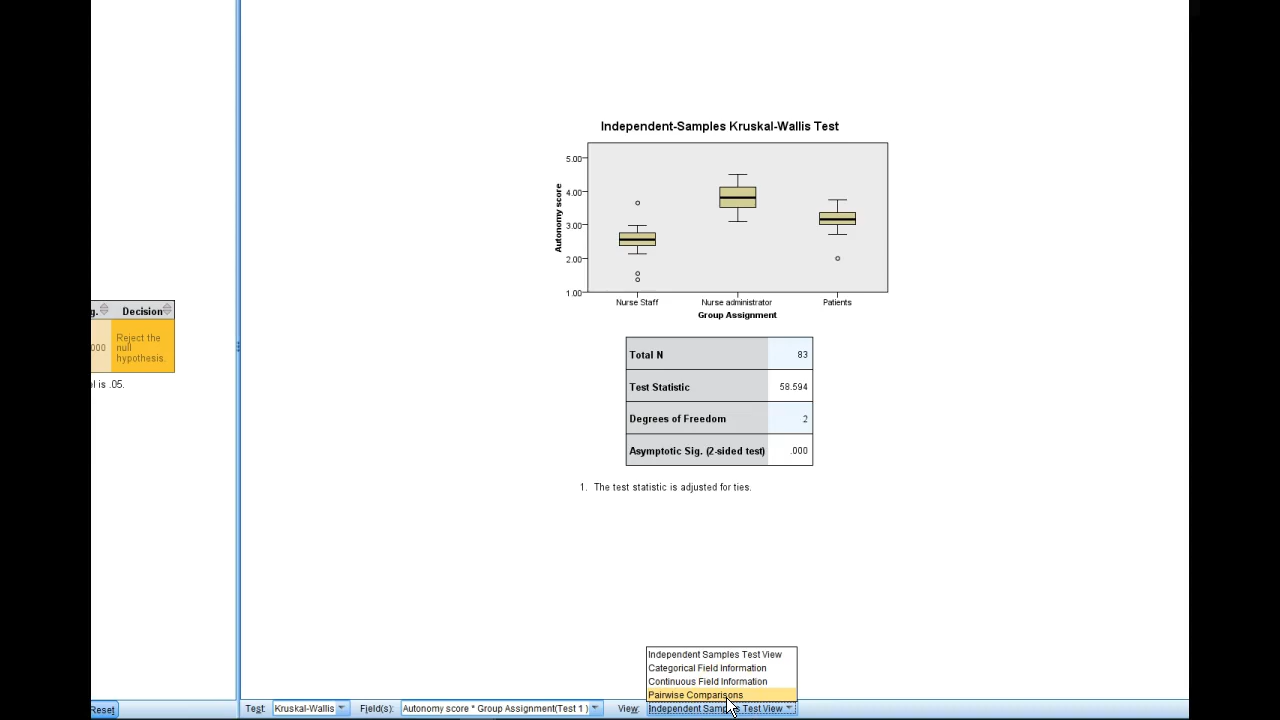 Independent-Samples Kruskal-Wallis Test
5.00
4.00
3.00
2.00
1.00
Autonomy score
Nurse Staff
Nurse administrator
Patients
Group Assignment
g.
Decision
000
Reject the
null
hypothesis.
l is .05.
Total N 83
Test Statistic 58.594
Degrees of Freedom 2
Asymptotic Sig. (2-sided test) .000
1. The test statistic is adjusted for ties.
Independent Samples Test View
Categorical Field Information
Continuous Field Information
Pairwise Comparisons
Reset
Test: Kruskal-Wallis Field(s): Autonomy score * Group Assignment(Test 1 ) View: Independent Samples Test View